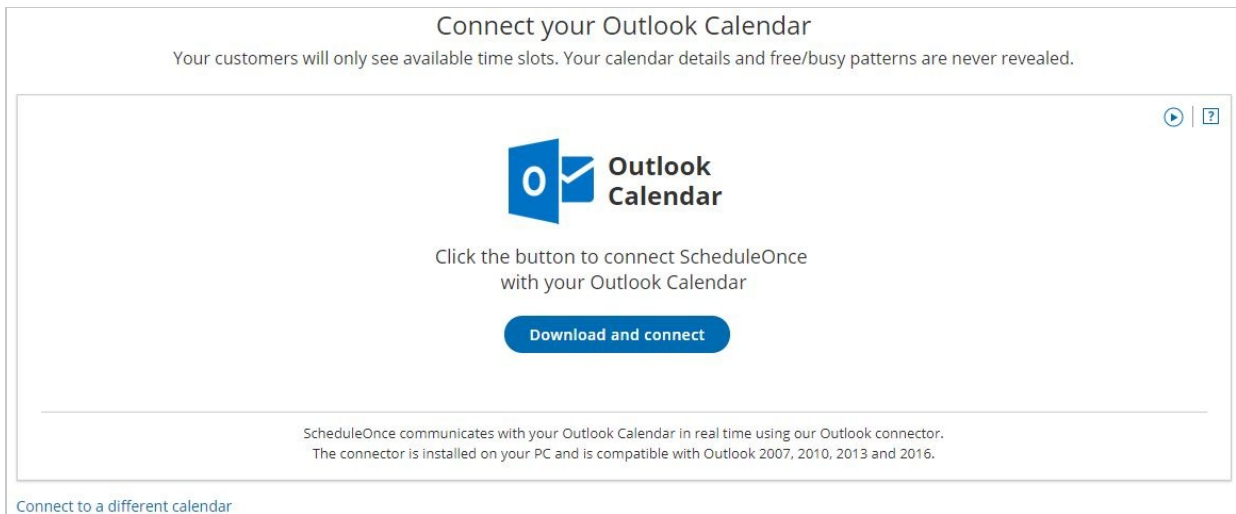 Connect your Outlook Calendar
Your customers will only see available time slots. Your calendar details and free/busy patterns are never revealed.
?
O
Outlook
Calendar
Click the button to connect ScheduleOnce
with your Outlook Calendar
Download and connect
ScheduleOnce communicates with your Outlook Calendar in real time using our Outlook connector.
The connector is installed on your PC and is compatible with Outlook 2007, 2010, 2013 and 2016.
Connect to a different calendar